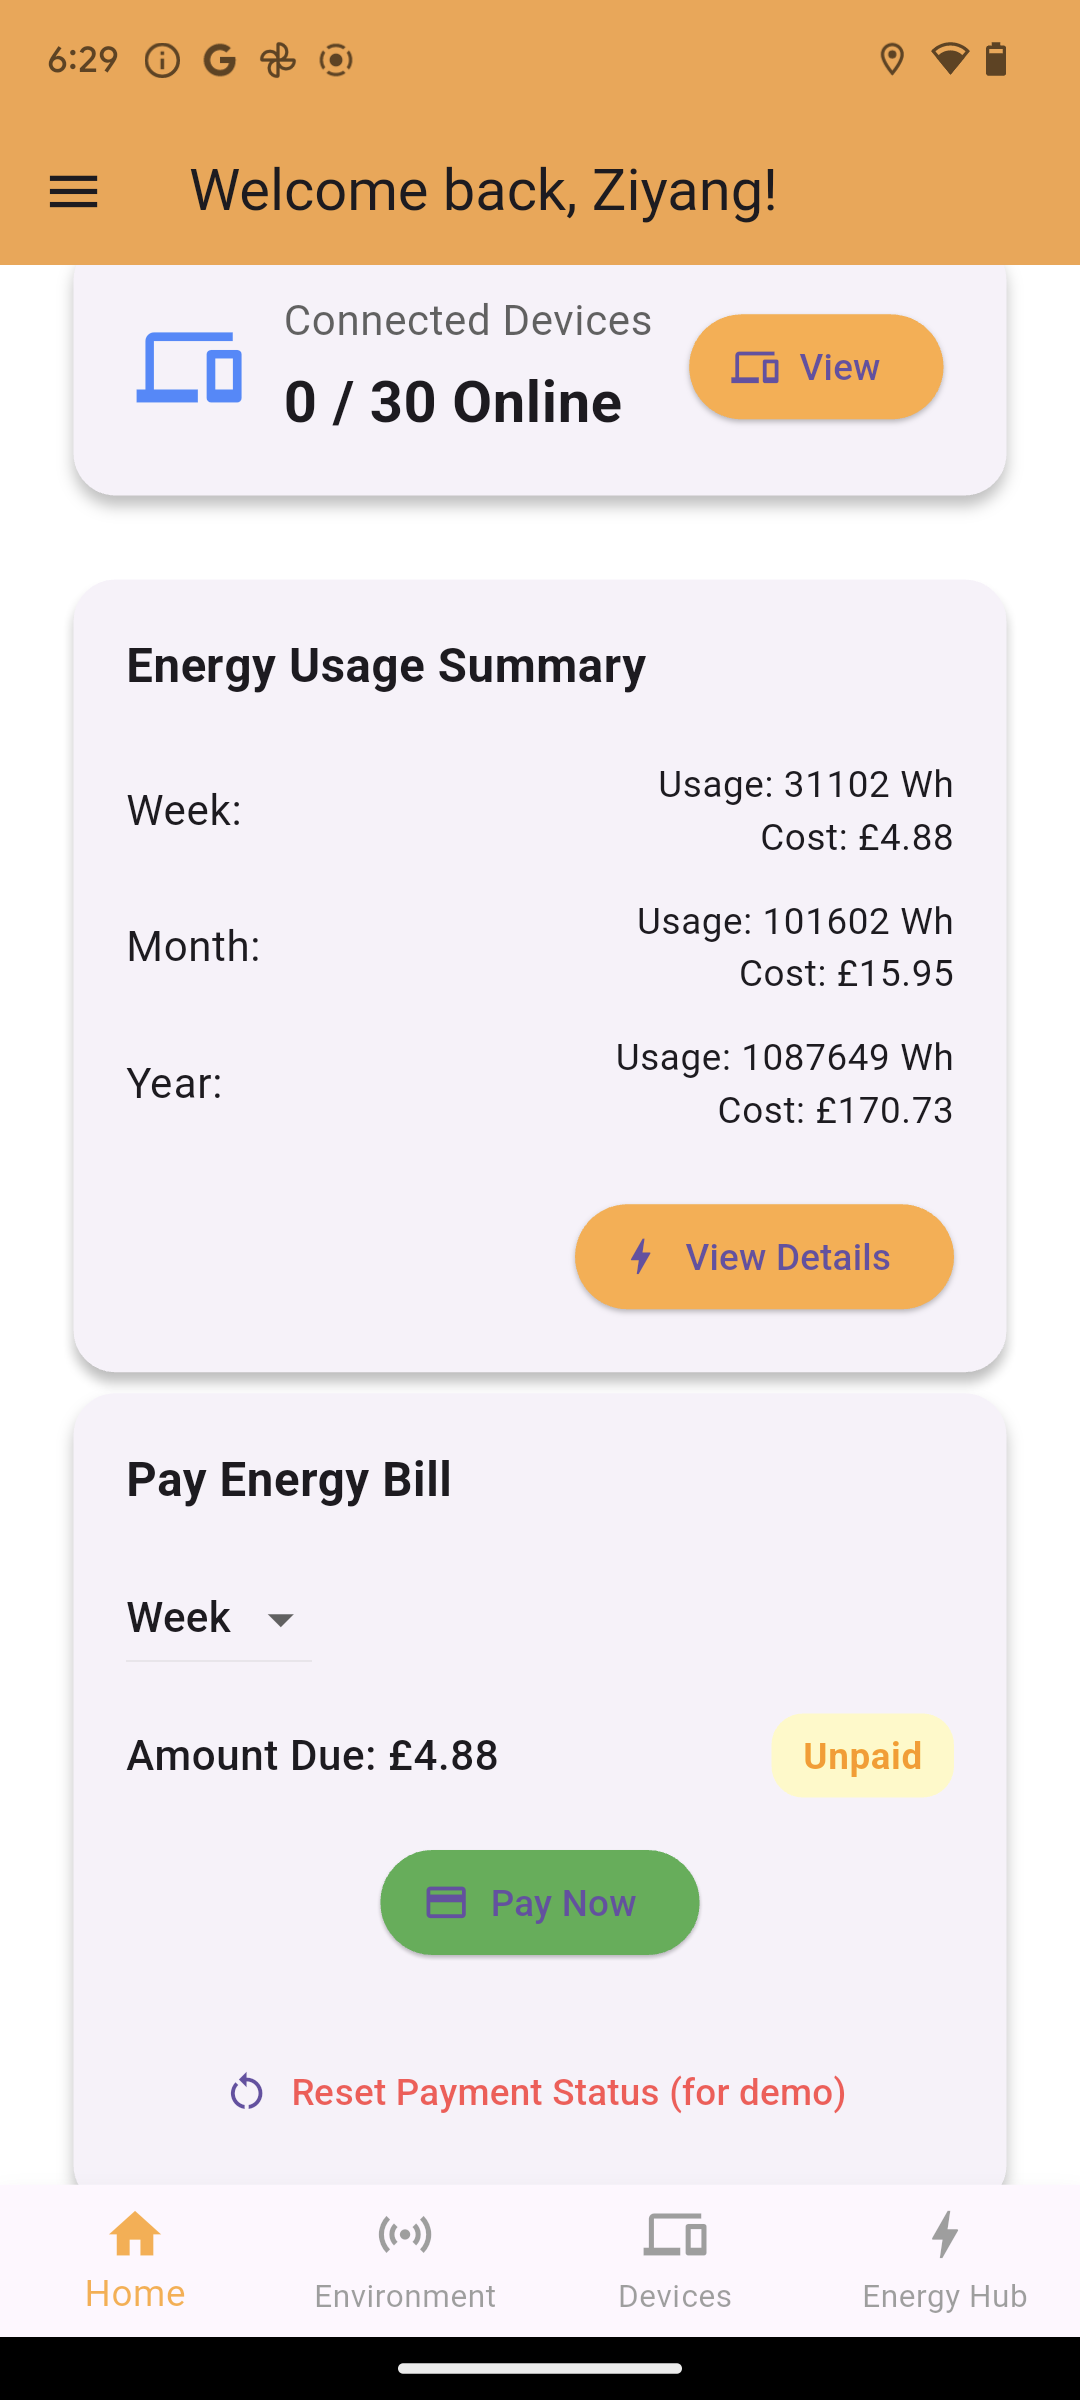 6:29
Welcome back, Ziyang!
Connected Devices
0 / 30 Online
View
Energy Usage Summary
Week:
Usage: 31102 Wh
Cost: £4.88
Month:
Usage: 101602 Wh
Cost: £15.95
Year:
Usage: 1087649 Wh
Cost: £170.73
View Details
Pay Energy Bill
Week
Amount Due: £4.88
Unpaid
Pay Now
Reset Payment Status (for demo)
Home
Environment
Devices
Energy Hub